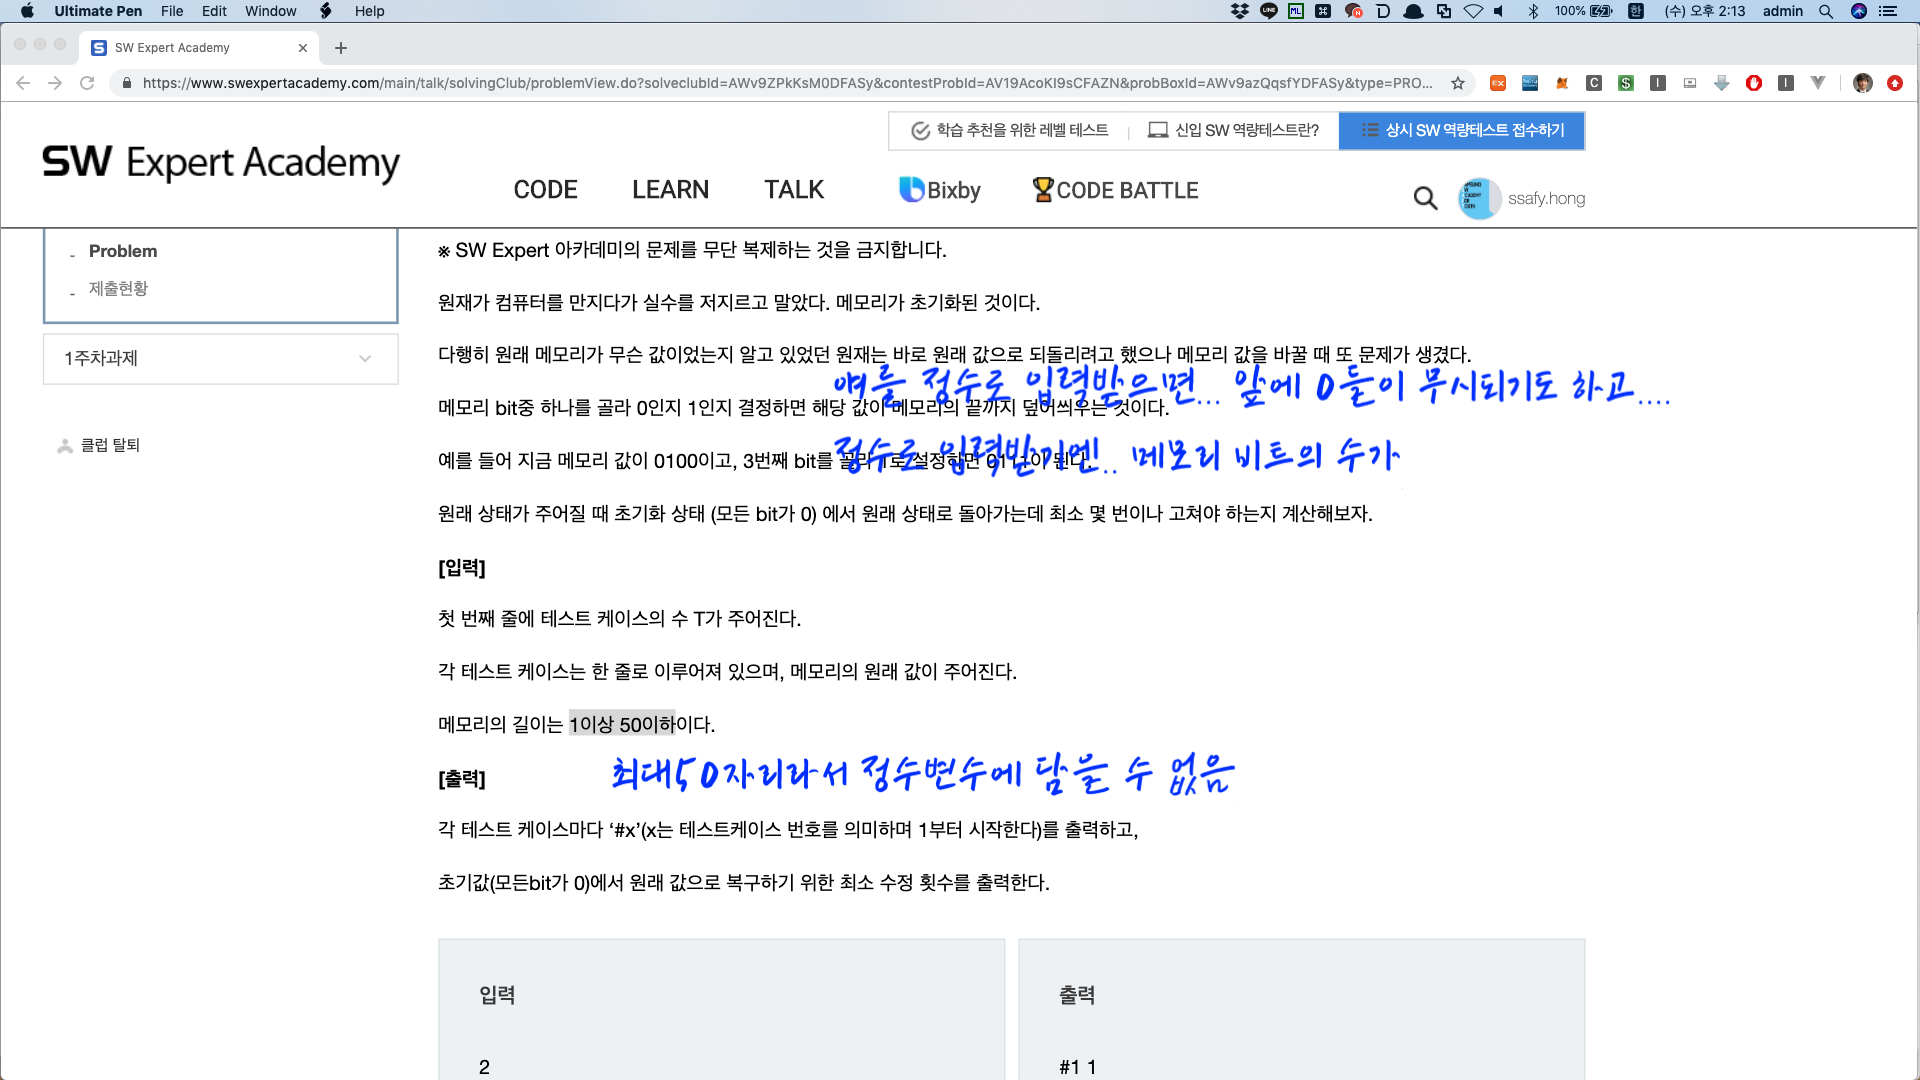 Ultimate Pen File Edit Window Help 100% 한 (수) 오후 2:13 admin
SW Expert Academy
https://www.swexpertacademy.com/main/talk/solvingClub/problemView.do?solveclubId=AWv9ZPkKsM0DFASy&contestProbId=AV19AcoKI9sCFAZN&probBoxId=AWv9azQqsfYDFASy&type=PRO...
학습 추천을 위한 레벨 테스트 | 신입 SW 역량테스트란? 상시 SW 역량테스트 접수하기
SW Expert Academy
CODE LEARN TALK Bixby CODE BATTLE
ssafy.hong
- Problem
- 제출현황
1주차과제
클럽 탈퇴
※ SW Expert 아카데미의 문제를 무단 복제하는 것을 금지합니다.
원재가 컴퓨터를 만지다가 실수를 저지르고 말았다. 메모리가 초기화된 것이다.
다행히 원래 메모리가 무슨 값이었는지 알고 있었던 원재는 바로 원래 값으로 되돌리려고 했으나 메모리 값을 바꿀 때 또 문제가 생겼다.
얘를 정수로 입력받으면... 앞에 0들이 무시되기도 하고....
메모리 bit중 하나를 골라 0인지 1인지 결정하면 해당 값이 메모리의 끝까지 덮어씌우는 것이다.
정수로 입력받기엔.. 메모리 비트의 수가
예를 들어 지금 메모리 값이 0100이고, 3번째 bit를 골라 1로 설정하면 0111이 된다.
원래 상태가 주어질 때 초기화 상태 (모든 bit가 0) 에서 원래 상태로 돌아가는데 최소 몇 번이나 고쳐야 하는지 계산해보자.
[입력]
첫 번째 줄에 테스트 케이스의 수 T가 주어진다.
각 테스트 케이스는 한 줄로 이루어져 있으며, 메모리의 원래 값이 주어진다.
메모리의 길이는 1이상 50이하이다.
최대50자리라서 정수변수에 담을 수 없음
[출력]
각 테스트 케이스마다 ‘#x’(x는 테스트케이스 번호를 의미하며 1부터 시작한다)를 출력하고,
초기값(모든bit가 0)에서 원래 값으로 복구하기 위한 최소 수정 횟수를 출력한다.
입력
출력
2
#1 1